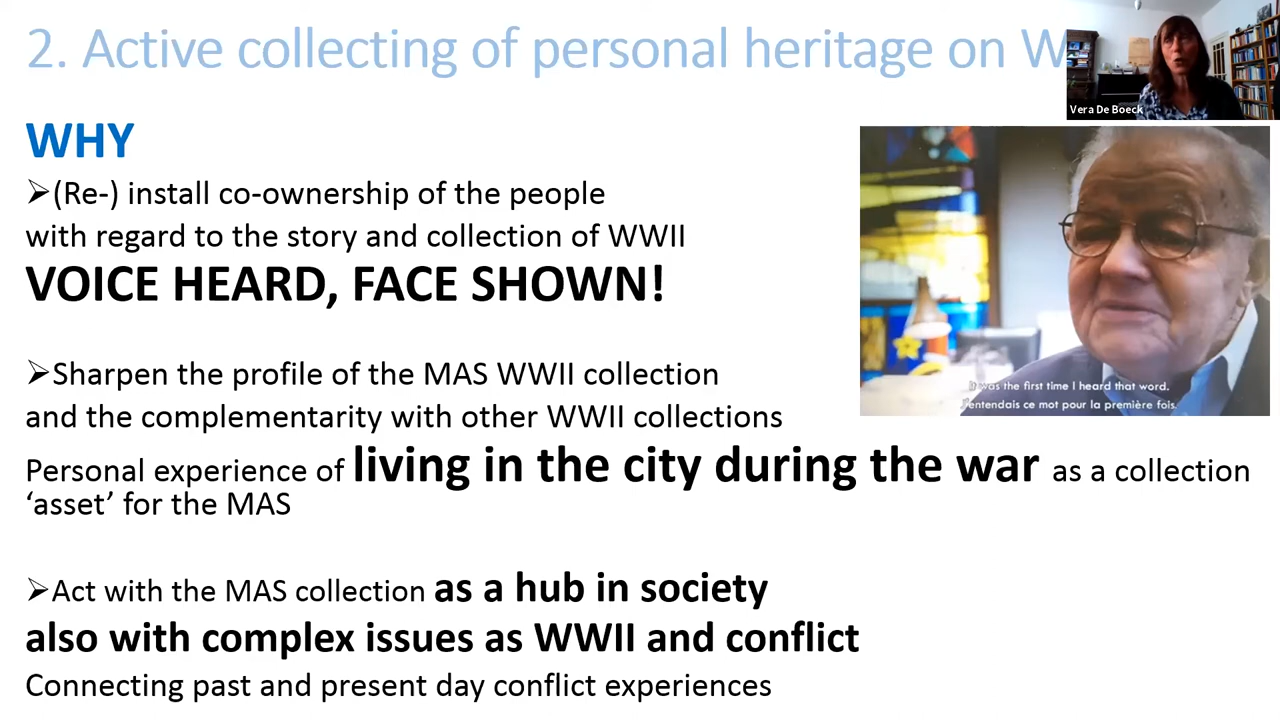 2. Active collecting of personal heritage on W
Vera De Boeck
WHY
➢(Re-) install co-ownership of the people
with regard to the story and collection of WWII
VOICE HEARD, FACE SHOWN!
It was the first time I heard that word.
J'entendais ce mot pour la première fois.
➢Sharpen the profile of the MAS WWII collection
and the complementarity with other WWII collections
Personal experience of living in the city during the war as a collection
‘asset’ for the MAS
➢Act with the MAS collection as a hub in society
also with complex issues as WWII and conflict
Connecting past and present day conflict experiences